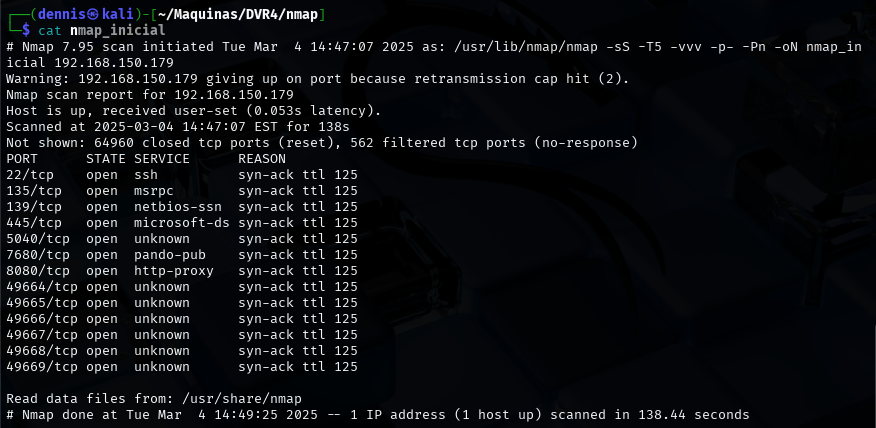 ┌──(dennis㉿kali)-[~/Maquinas/DVR4/nmap]
└─$ cat nmap_inicial
# Nmap 7.95 scan initiated Tue Mar  4 14:47:07 2025 as: /usr/lib/nmap/nmap -sS -T5 -vvv -p- -Pn -oN nmap_in
icial 192.168.150.179
Warning: 192.168.150.179 giving up on port because retransmission cap hit (2).
Nmap scan report for 192.168.150.179
Host is up, received user-set (0.053s latency).
Scanned at 2025-03-04 14:47:07 EST for 138s
Not shown: 64960 closed tcp ports (reset), 562 filtered tcp ports (no-response)
PORT      STATE SERVICE      REASON
22/tcp    open  ssh          syn-ack ttl 125
135/tcp   open  msrpc        syn-ack ttl 125
139/tcp   open  netbios-ssn  syn-ack ttl 125
445/tcp   open  microsoft-ds syn-ack ttl 125
5040/tcp  open  unknown      syn-ack ttl 125
7680/tcp  open  pando-pub    syn-ack ttl 125
8080/tcp  open  http-proxy   syn-ack ttl 125
49664/tcp open  unknown      syn-ack ttl 125
49665/tcp open  unknown      syn-ack ttl 125
49666/tcp open  unknown      syn-ack ttl 125
49667/tcp open  unknown      syn-ack ttl 125
49668/tcp open  unknown      syn-ack ttl 125
49669/tcp open  unknown      syn-ack ttl 125
Read data files from: /usr/share/nmap
# Nmap done at Tue Mar  4 14:49:25 2025 -- 1 IP address (1 host up) scanned in 138.44 seconds